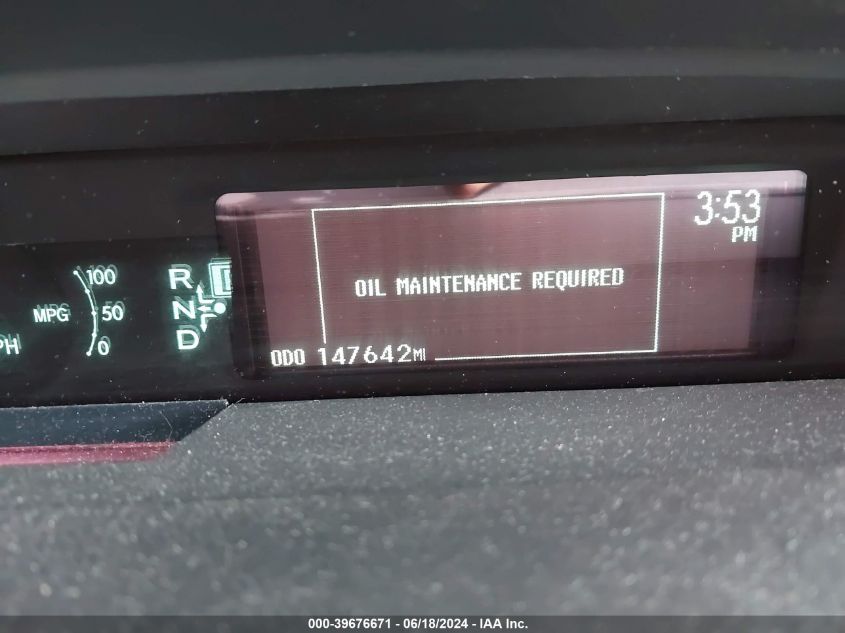 3:53
PM
100
MPG 50
0
PH
R
N
D
OIL MAINTENANCE REQUIRED
ODO 147642MI
000-39676671 - 06/18/2024 - IAA Inc.